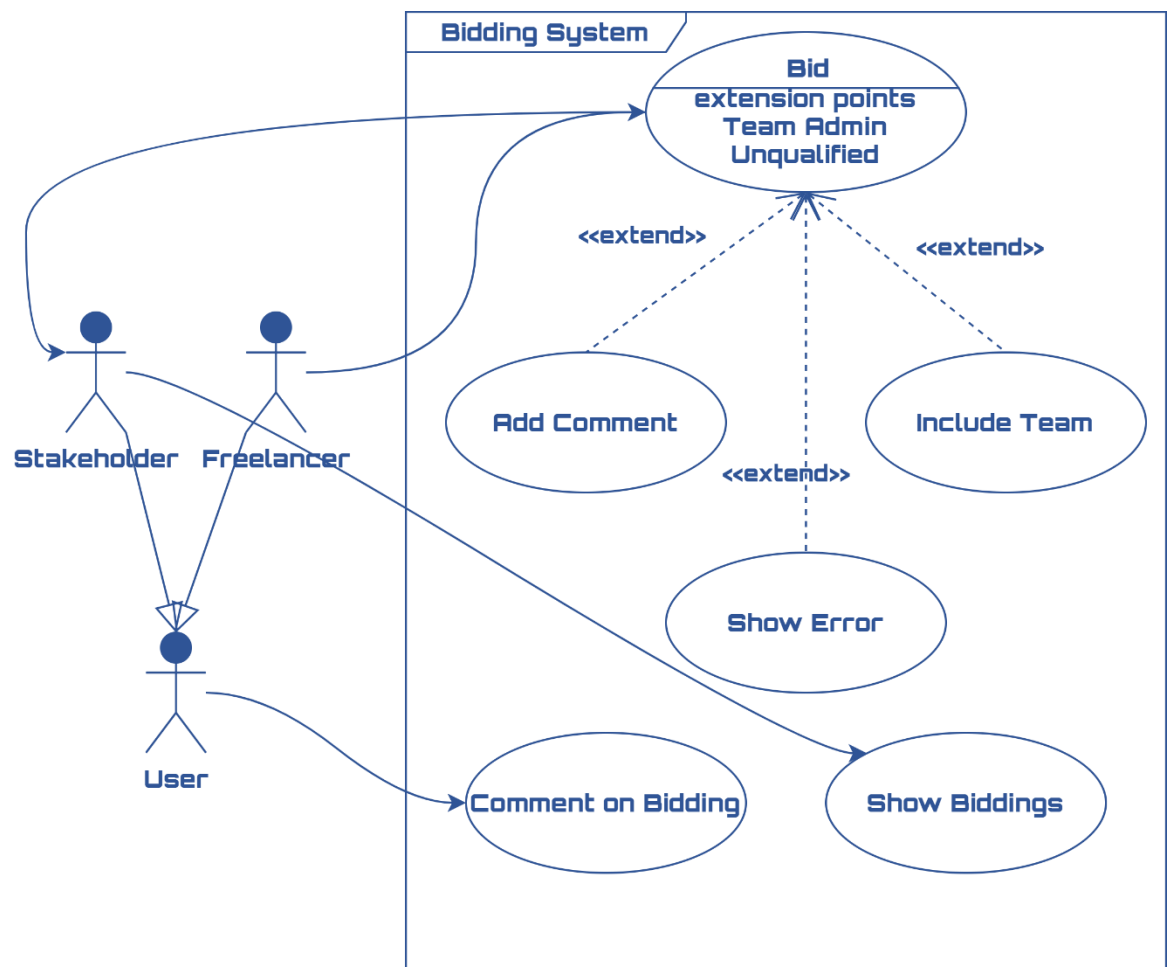 Bidding System
Bid
extension points
Team Admin
Unqualified
<<extend>>
<<extend>>
Add Comment
Include Team
Stakeholder
Freelancer
<<extend>>
Show Error
User
Comment on Bidding
Show Biddings